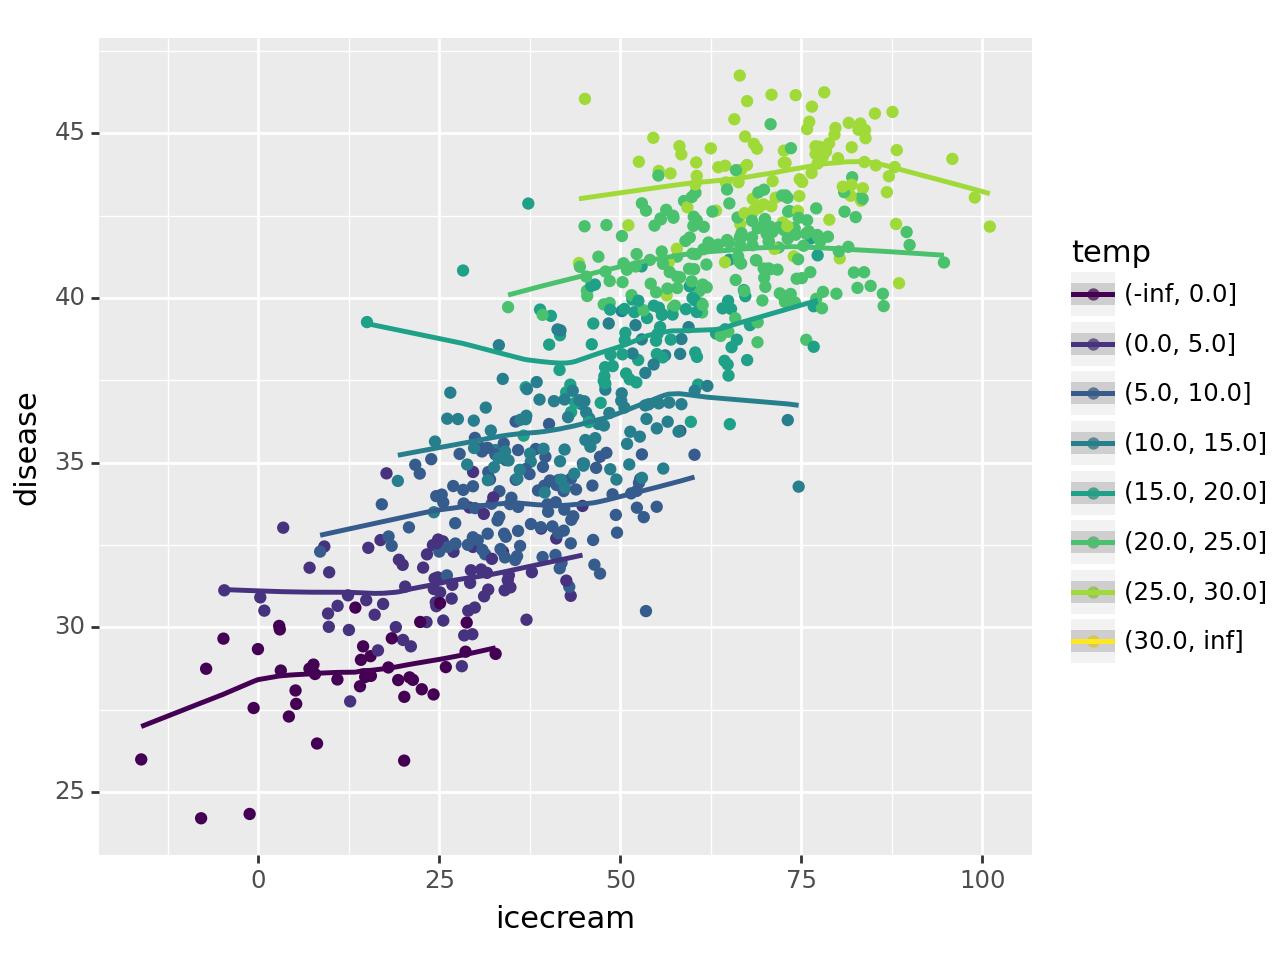 45
40
35
30
25
disease
0 25 50 75 100
icecream
temp
(-inf, 0.0]
(0.0, 5.0]
(5.0, 10.0]
(10.0, 15.0]
(15.0, 20.0]
(20.0, 25.0]
(25.0, 30.0]
(30.0, inf]